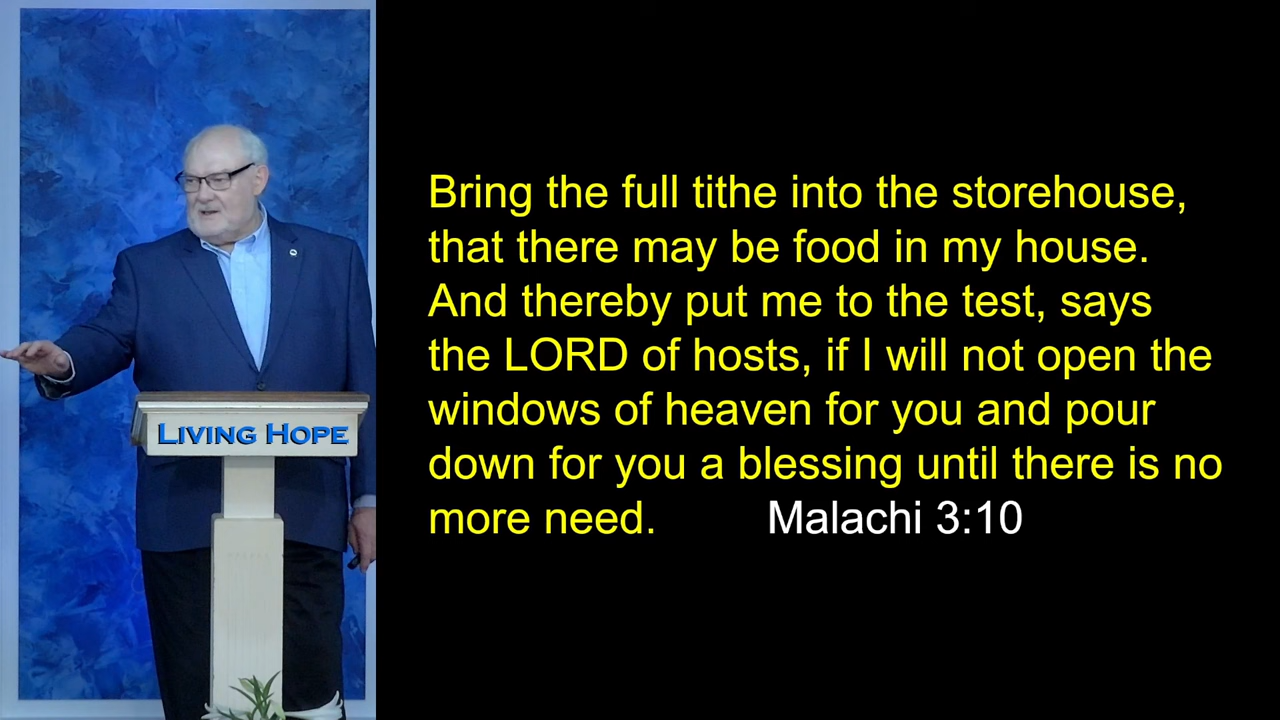 LIVING HOPE
Bring the full tithe into the storehouse,
that there may be food in my house.
And thereby put me to the test, says
the LORD of hosts, if I will not open the
windows of heaven for you and pour
down for you a blessing until there is no
more need. Malachi 3:10